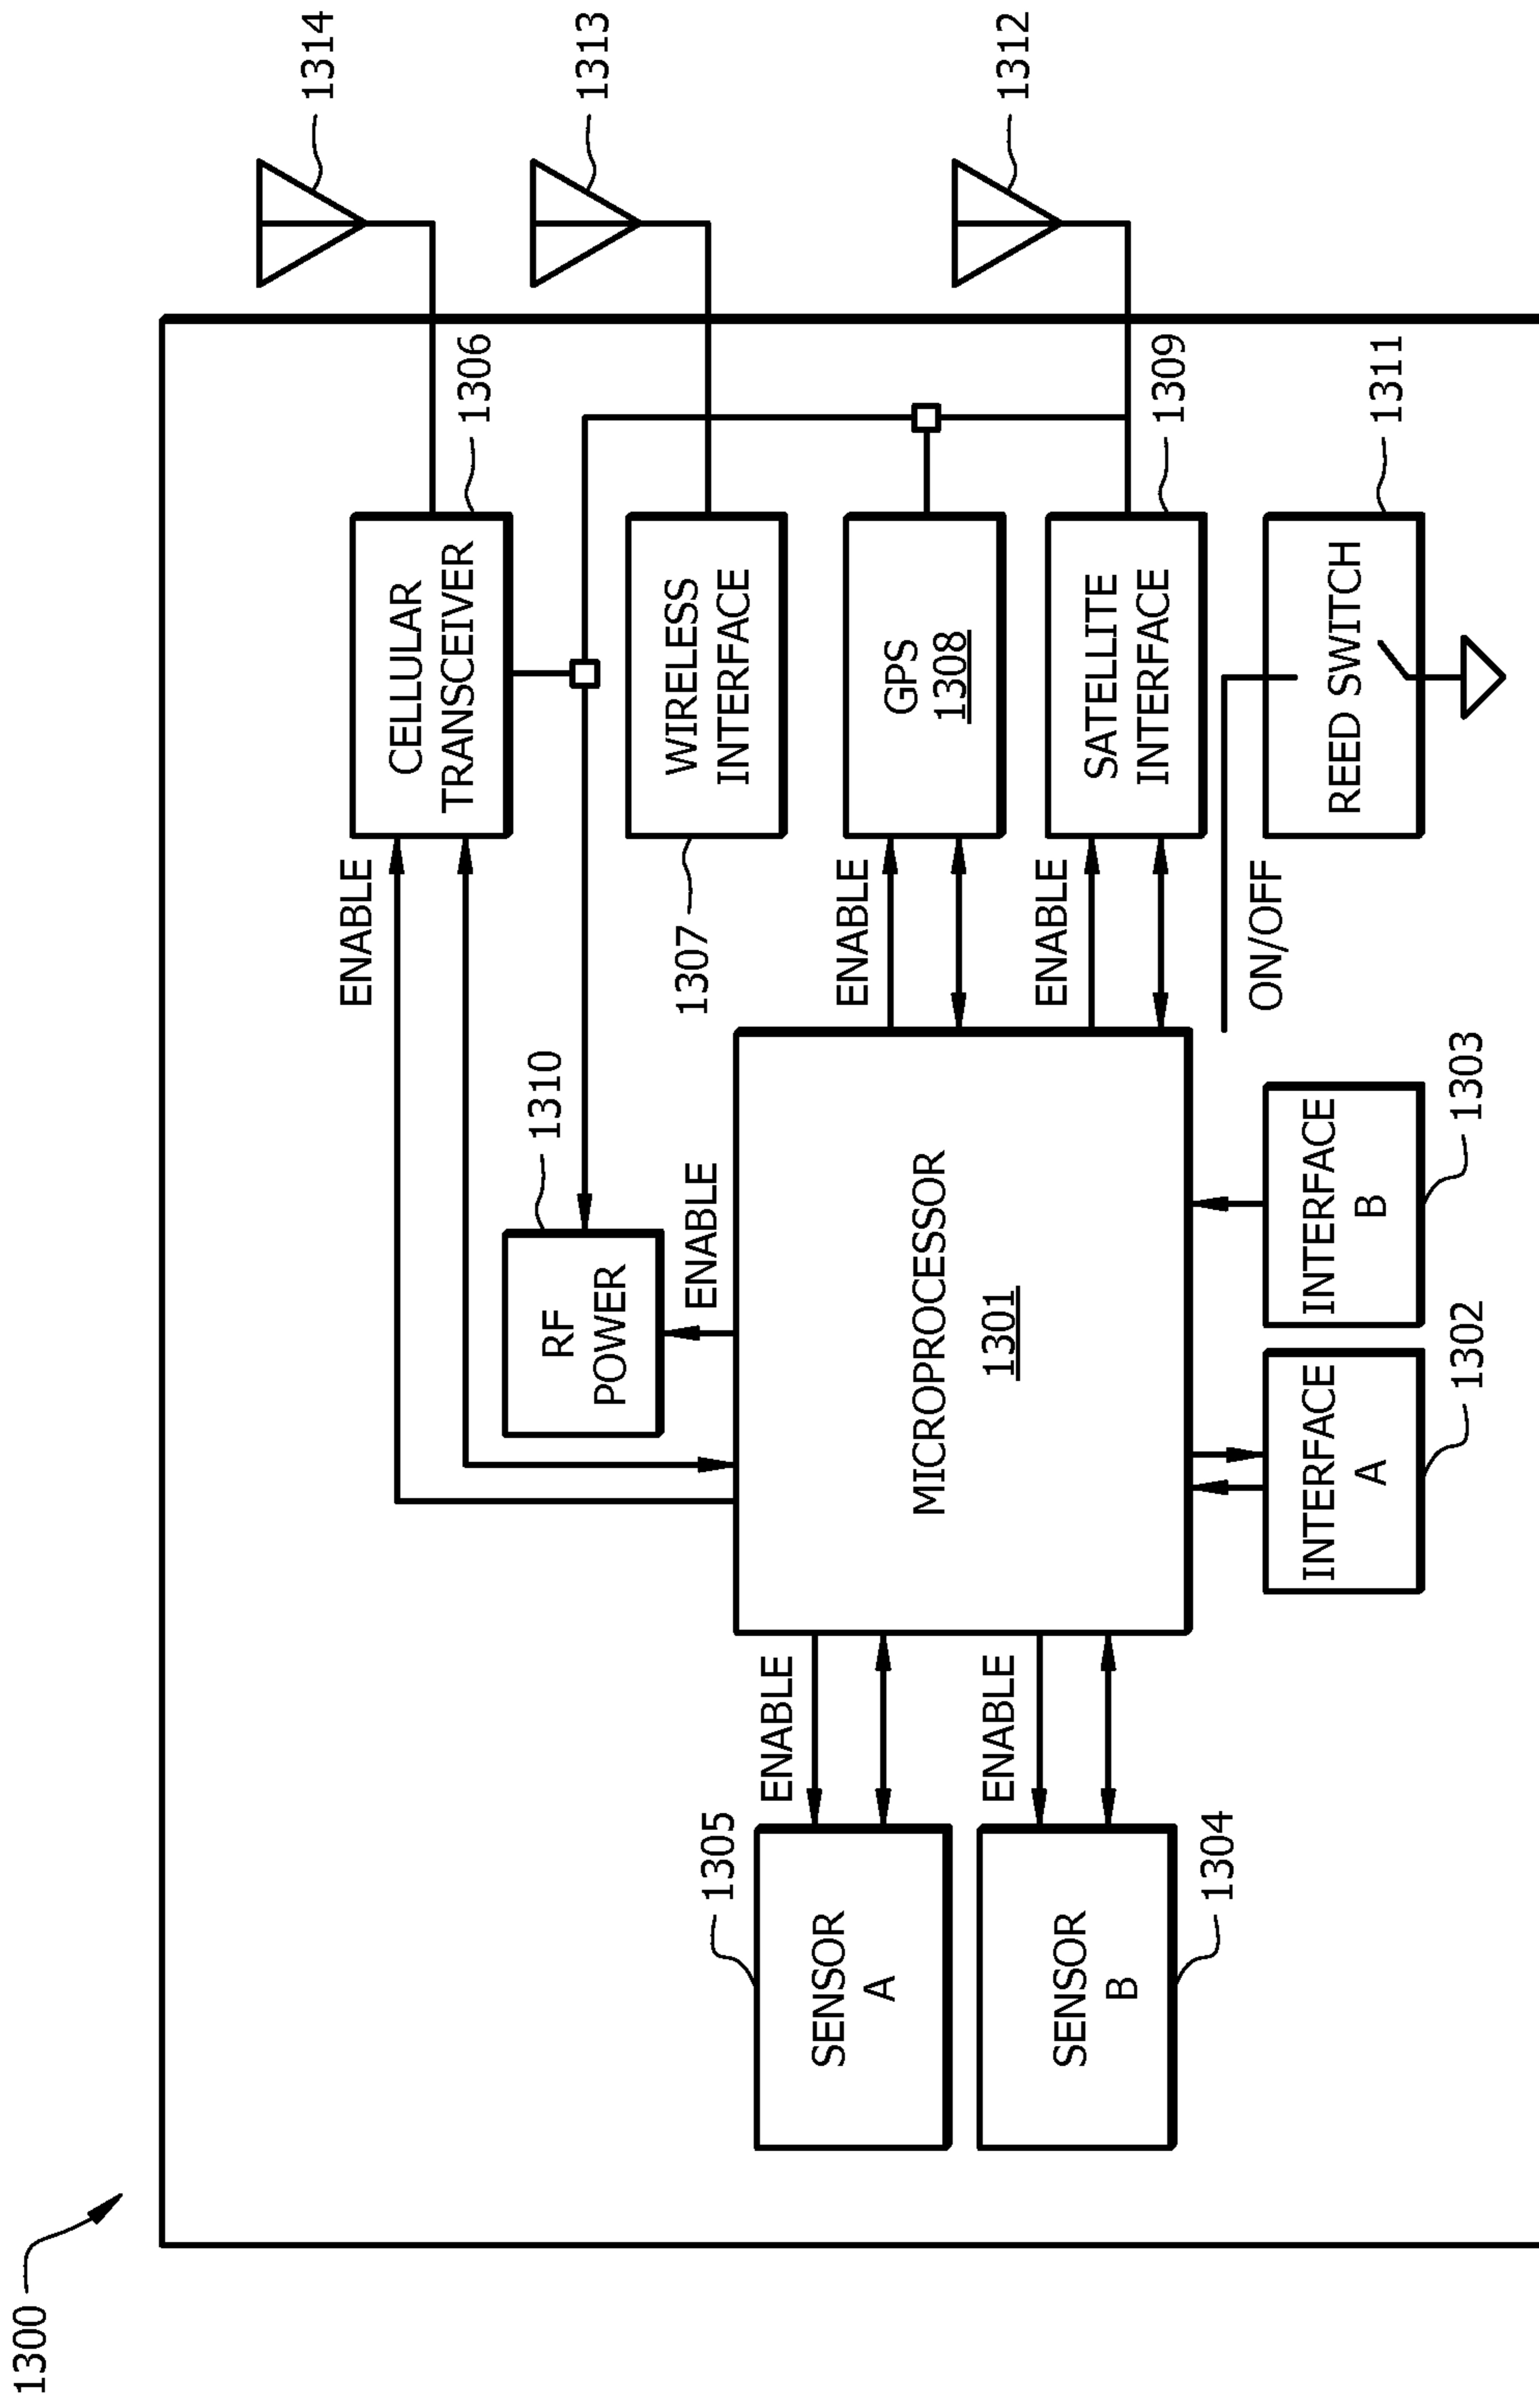 1300
1314
1313
1312
ENABLE
CELLULAR
TRANSCEIVER
1306
1310
RF
POWER
ENABLE
WIRELESS
INTERFACE
1307
1305
SENSOR
A
ENABLE
MICROPROCESSOR
1301
ENABLE
GPS
1308
SENSOR
B
1304
ENABLE
ENABLE
SATELLITE
INTERFACE
1309
ON/OFF
INTERFACE
A
1302
INTERFACE
B
1303
REED SWITCH
1311